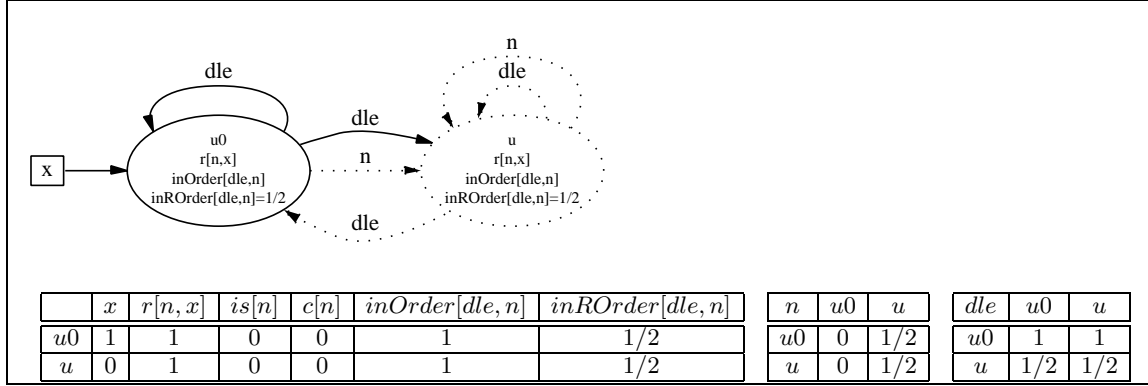 n
dle
dle
dle
u0
r[n,x]
inOrder[dle,n]
inROrder[dle,n]=1/2
u
r[n,x]
inOrder[dle,n]
inROrder[dle,n]=1/2
x
n
dle
x r[n, x] is[n] c[n] inOrder[dle, n] inROrder[dle, n]
u0 1 1 0 0 1 1/2
u 0 1 0 0 1 1/2
n u0 u
u0 0 1/2
u 0 1/2
dle u0 u
u0 1 1
u 1/2 1/2